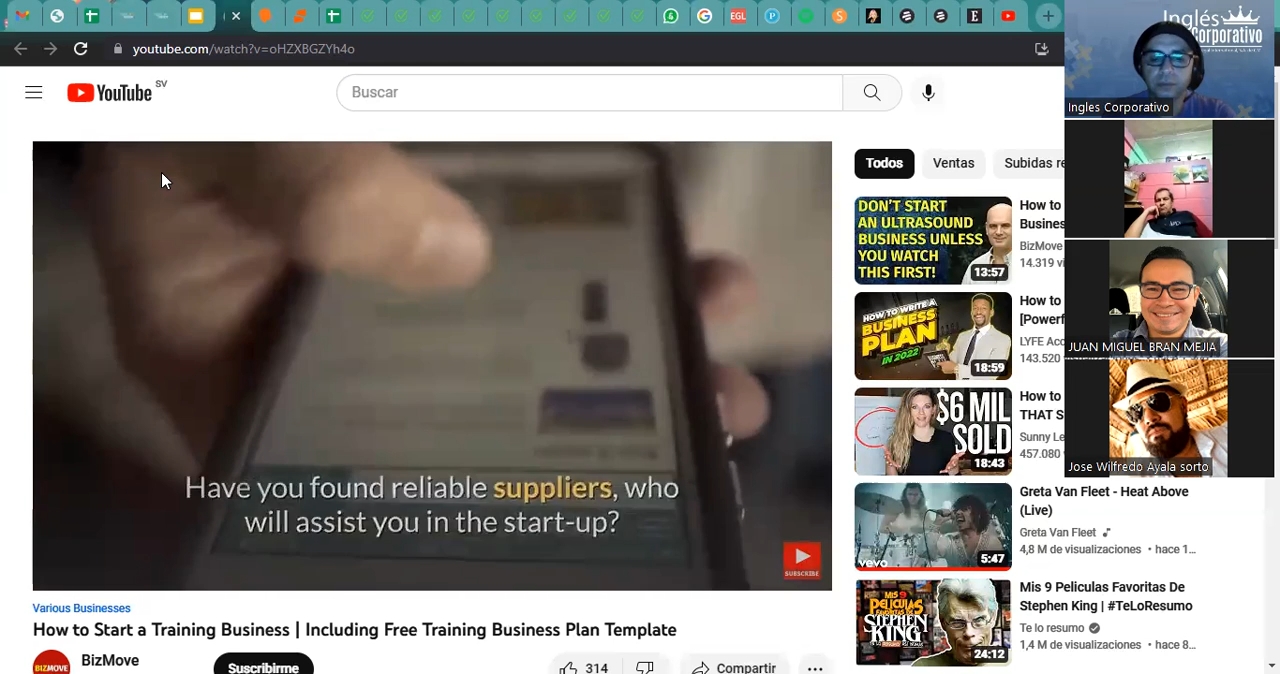 EGL
youtube.com/watch?v=oHZXBGZYh4o
YouTube SV
Buscar
Have you found reliable suppliers, who
will assist you in the start-up?
SUBSCRIBE
Various Businesses
How to Start a Training Business | Including Free Training Business Plan Template
BIZMOVE
BizMove
Suscribirme
314
Compartir
Todos
Ventas
Subidas re
DON'T START
AN ULTRASOUND
BUSINESS UNLESS
YOU WATCH
THIS FIRST!
13:57
How to
Busines
BizMove
14.319 vi
HOW TO WRITE A
BUSINESS
PLAN
IN 2022
18:59
How to
[Powerf
LYFE Acc
143.520
$6 MIL
SOLD
18:43
How to
THAT S
Sunny Le
457.080
vevo
5:47
Greta Van Fleet - Heat Above
(Live)
Greta Van Fleet
4,8 M de visualizaciones • hace 1...
MIS 9
PELICULAS
FAVORITAS DE
STEPHEN
KING
24:12
Mis 9 Peliculas Favoritas De
Stephen King | #TeLoResumo
Te lo resumo
1,4 M de visualizaciones • hace 8...
Inglés
Corporativo
Ingles Corporativo
JUAN MIGUEL BRAN MEJIA
Jose Wilfredo Ayala sorto